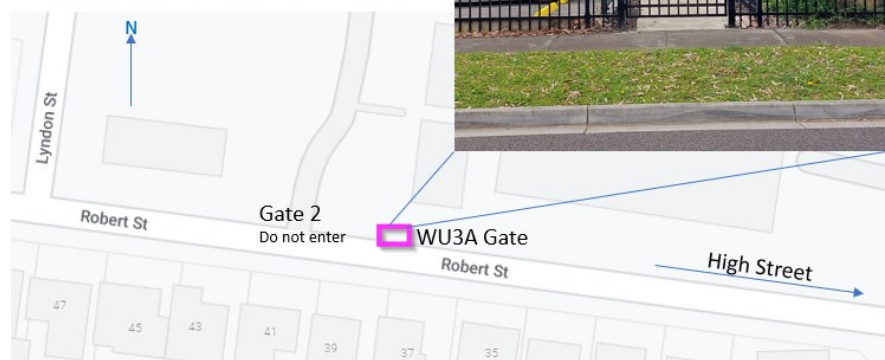 N
Lyndon St
Robert St
Gate 2
Do not enter
WU3A Gate
Robert St
High Street
47
45
43
41
39
37
35